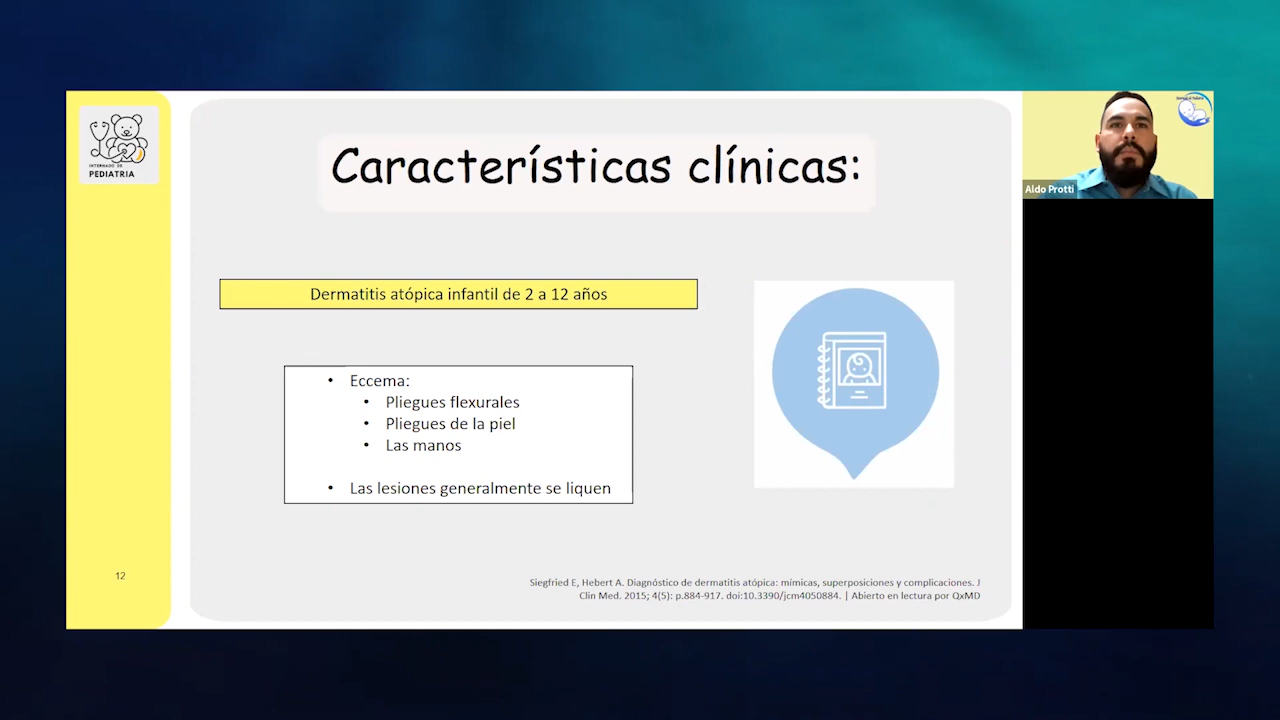 INTERNADO DE
PEDIATRIA
Características clínicas:
Dermatitis atópica infantil de 2 a 12 años
• Eccema:
• Pliegues flexurales
• Pliegues de la piel
• Las manos
• Las lesiones generalmente se liquen
Siegfried E, Hebert A. Diagnóstico de dermatitis atópica: mímicas, superposiciones y complicaciones. J
Clin Med. 2015; 4(5): p.884-917. doi:10.3390/jcm4050884. | Abierto en lectura por QxMD
12
Aldo Protti